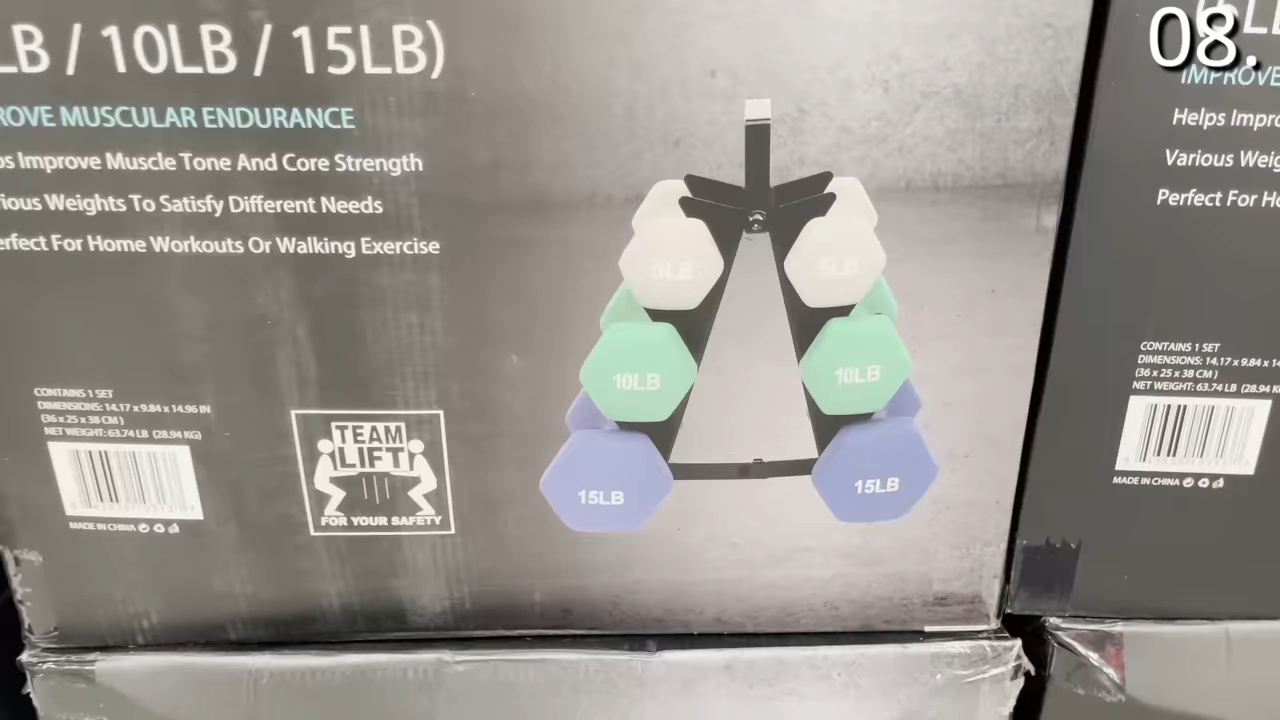 LB / 10LB / 15LB)
ROVE MUSCULAR ENDURANCE
ps Improve Muscle Tone And Core Strength
rious Weights To Satisfy Different Needs
erfect For Home Workouts Or Walking Exercise
CONTAINS 1 SET
DIMENSIONS: 14.17 x 9.84 x 14.96 IN
(36 x 25 x 38 CM )
NET WEIGHT: 63.74 LB (28.94 KG)
MADE IN CHINA
TEAM
LIFT
FOR YOUR SAFETY
5LB
5LB
10LB
10LB
15LB
15LB
08.
IMPROVE
Helps Impro
Various Weig
Perfect For Ho
CONTAINS 1 SET
DIMENSIONS: 14.17 x 9.84 x 14
(36 x 25 x 38 CM )
NET WEIGHT: 63.74 LB (28.94 K
MADE IN CHINA